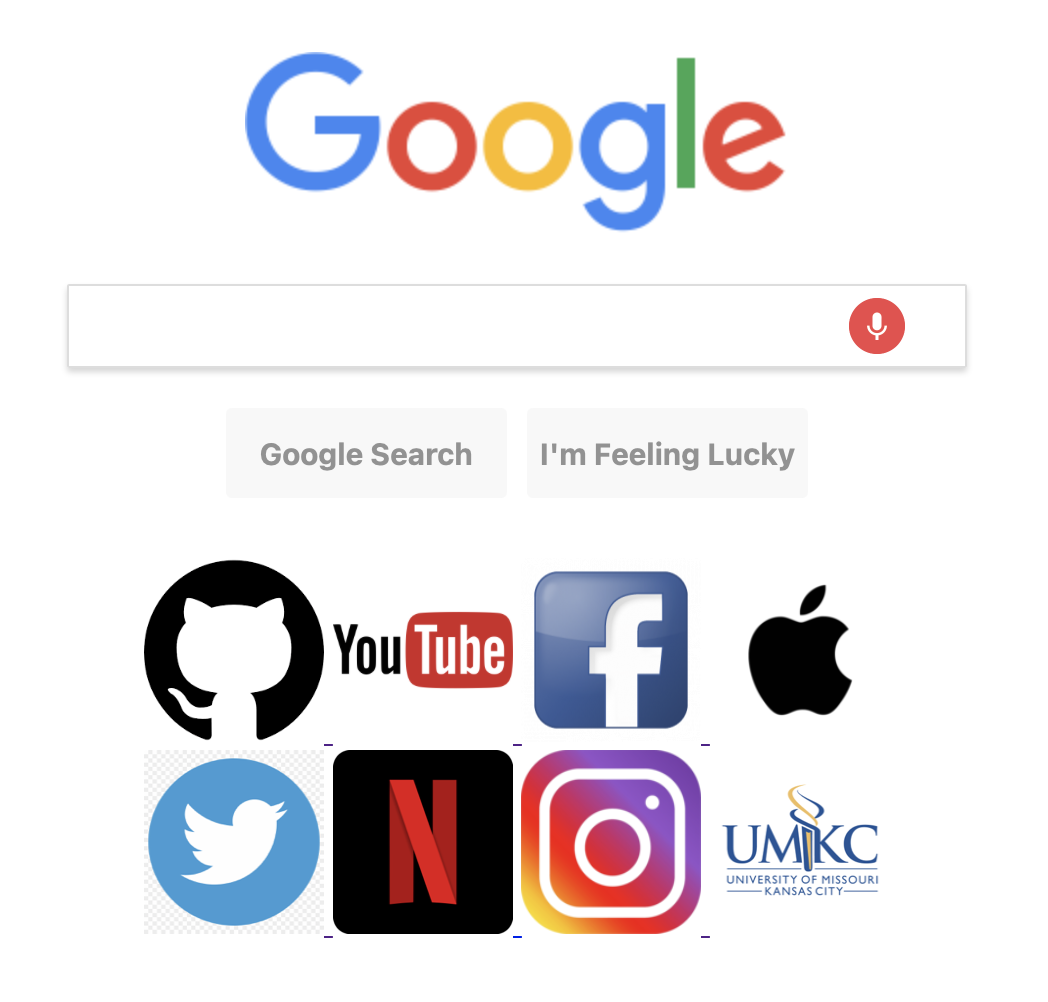 Google
Google Search
I'm Feeling Lucky
YouTube
f
N
UMKC
UNIVERSITY OF MISSOURI
KANSAS CITY